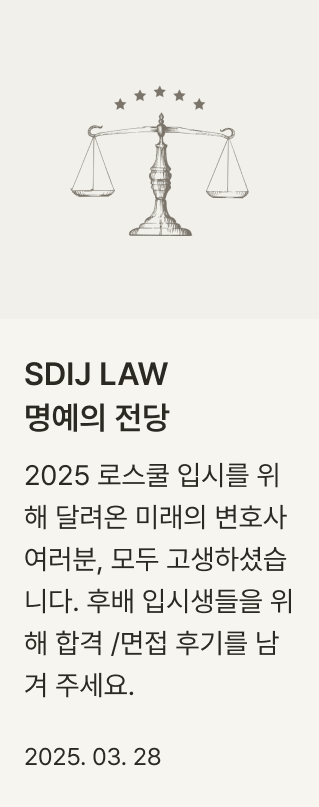 SDIJ LAW
명예의 전당
2025 로스쿨 입시를 위
해 달려온 미래의 변호사
여러분, 모두 고생하셨습
니다. 후배 입시생들을 위
해 합격 /면접 후기를 남
겨 주세요.
2025. 03. 28